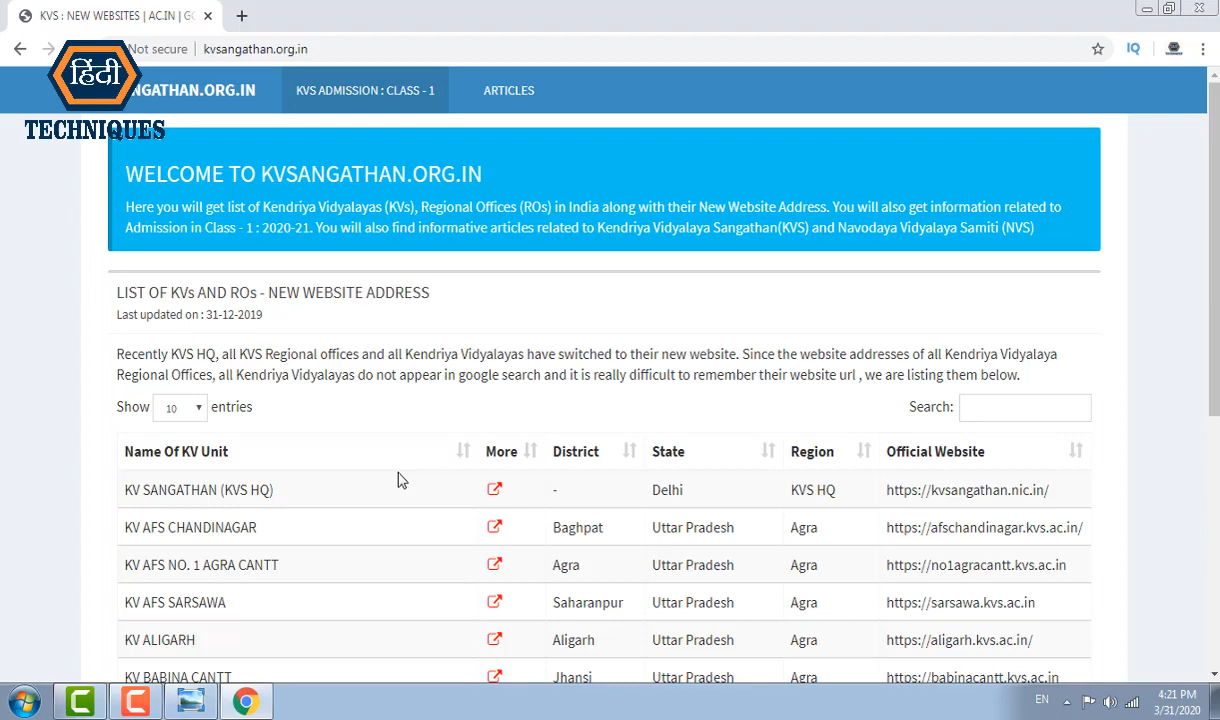 KVS : NEW WEBSITES | AC.IN | GO
Not secure | kvsangathan.org.in
IQ
हिंदी
TECHNIQUES
NGATHAN.ORG.IN
KVS ADMISSION : CLASS - 1
ARTICLES
WELCOME TO KVSANGATHAN.ORG.IN
Here you will get list of Kendriya Vidyalayas (KVs), Regional Offices (ROs) in India along with their New Website Address. You will also get information related to
Admission in Class - 1 : 2020-21. You will also find informative articles related to Kendriya Vidyalaya Sangathan(KVS) and Navodaya Vidyalaya Samiti (NVS)
LIST OF KVs AND ROs - NEW WEBSITE ADDRESS
Last updated on : 31-12-2019
Recently KVS HQ, all KVS Regional offices and all Kendriya Vidyalayas have switched to their new website. Since the website addresses of all Kendriya Vidyalaya
Regional Offices, all Kendriya Vidyalayas do not appear in google search and it is really difficult to remember their website url , we are listing them below.
Show 10 entries Search:
Name Of KV Unit More District State Region Official Website
KV SANGATHAN (KVS HQ) - Delhi KVS HQ https://kvsangathan.nic.in/
KV AFS CHANDINAGAR Baghpat Uttar Pradesh Agra https://afschandinagar.kvs.ac.in/
KV AFS NO. 1 AGRA CANTT Agra Uttar Pradesh Agra https://no1agracantt.kvs.ac.in
KV AFS SARSAWA Saharanpur Uttar Pradesh Agra https://sarsawa.kvs.ac.in
KV ALIGARH Aligarh Uttar Pradesh Agra https://aligarh.kvs.ac.in/
KV BABINA CANTT Jhansi Uttar Pradesh Agra https://babinacantt.kvs.ac.in
EN
4:21 PM
3/31/2020